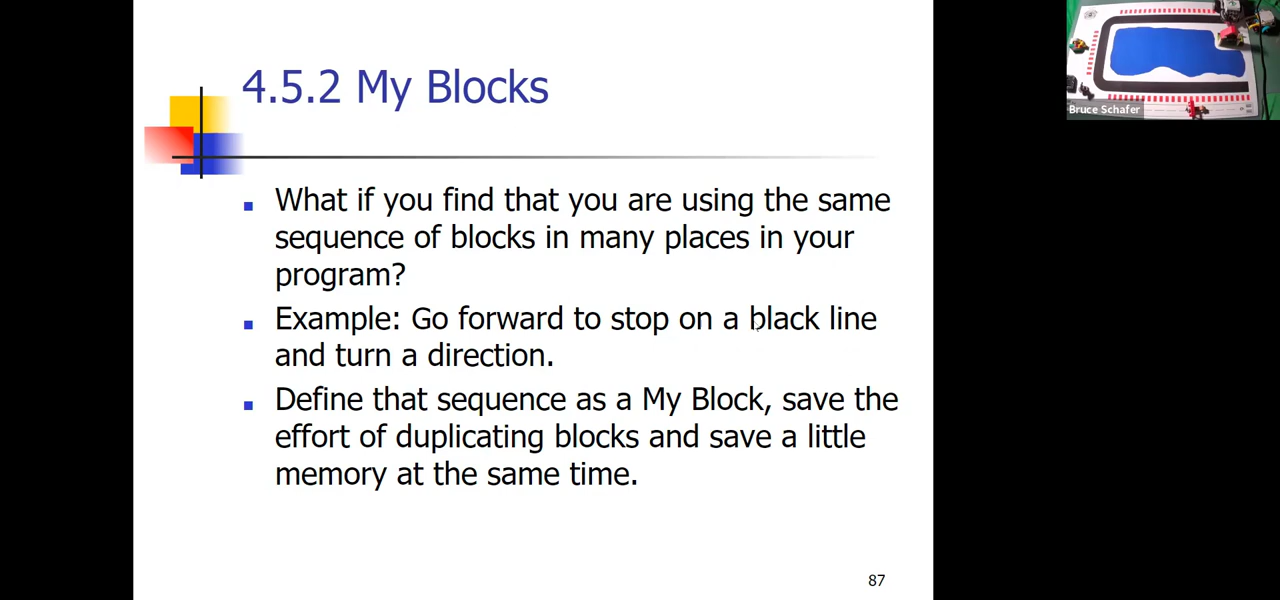 4.5.2 My Blocks
What if you find that you are using the same
sequence of blocks in many places in your
program?
Example: Go forward to stop on a black line
and turn a direction.
Define that sequence as a My Block, save the
effort of duplicating blocks and save a little
memory at the same time.
87
Bruce Schafer